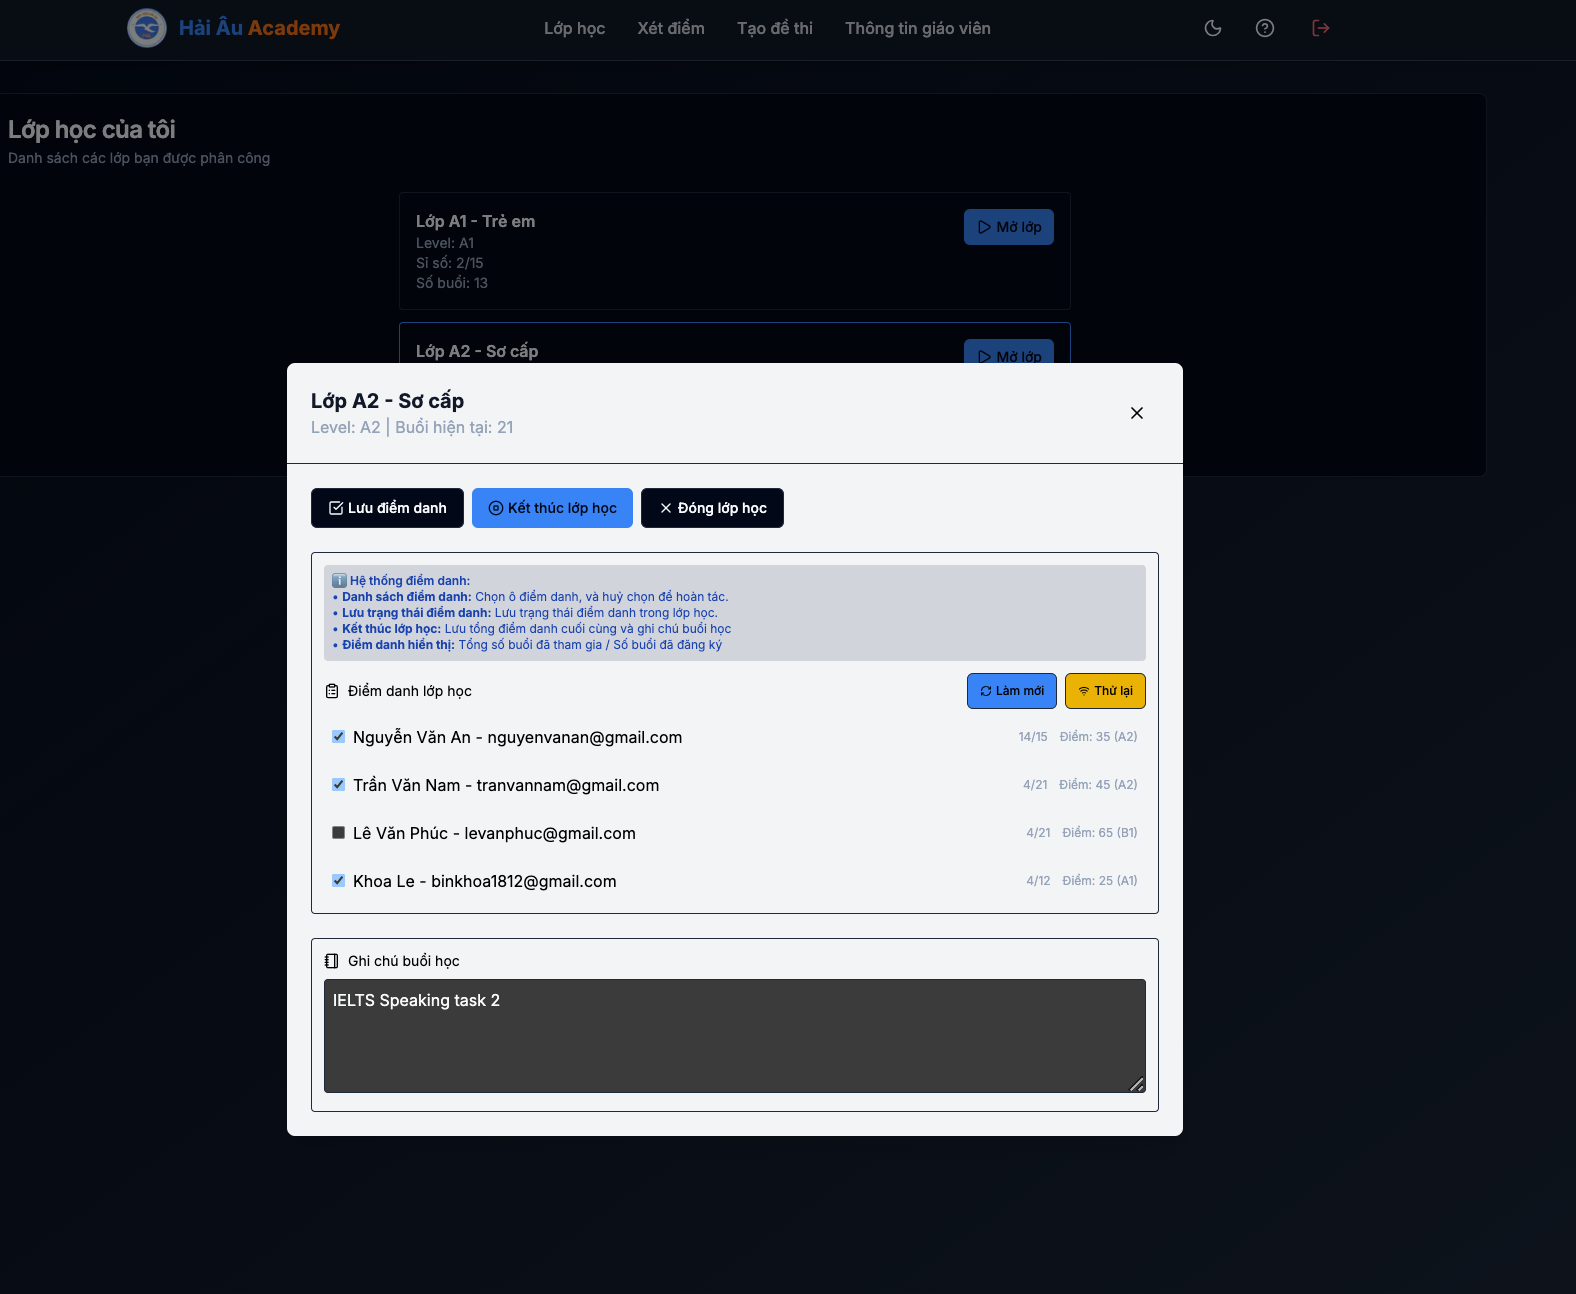 Hải Âu Academy
Lớp học
Xét điểm
Tạo đề thi
Thông tin giáo viên
Lớp học của tôi
Danh sách các lớp bạn được phân công
Lớp A1 - Trẻ em
Mở lớp
Level: A1
Sĩ số: 2/15
Số buổi: 13
Lớp A2 - Sơ cấp
Mở lớp
Lớp A2 - Sơ cấp
Level: A2 | Buổi hiện tại: 21
Lưu điểm danh
Kết thúc lớp học
Đóng lớp học
Hệ thống điểm danh:
• Danh sách điểm danh: Chọn ô điểm danh, và huỷ chọn để hoàn tác.
• Lưu trạng thái điểm danh: Lưu trạng thái điểm danh trong lớp học.
• Kết thúc lớp học: Lưu tổng điểm danh cuối cùng và ghi chú buổi học
• Điểm danh hiển thị: Tổng số buổi đã tham gia / Số buổi đã đăng ký
Điểm danh lớp học
Làm mới
Thử lại
Nguyễn Văn An - nguyenvanan@gmail.com 14/15 Điểm: 35 (A2)
Trần Văn Nam - tranvannam@gmail.com 4/21 Điểm: 45 (A2)
Lê Văn Phúc - levanphuc@gmail.com 4/21 Điểm: 65 (B1)
Khoa Le - binkhoa1812@gmail.com 4/12 Điểm: 25 (A1)
Ghi chú buổi học
IELTS Speaking task 2